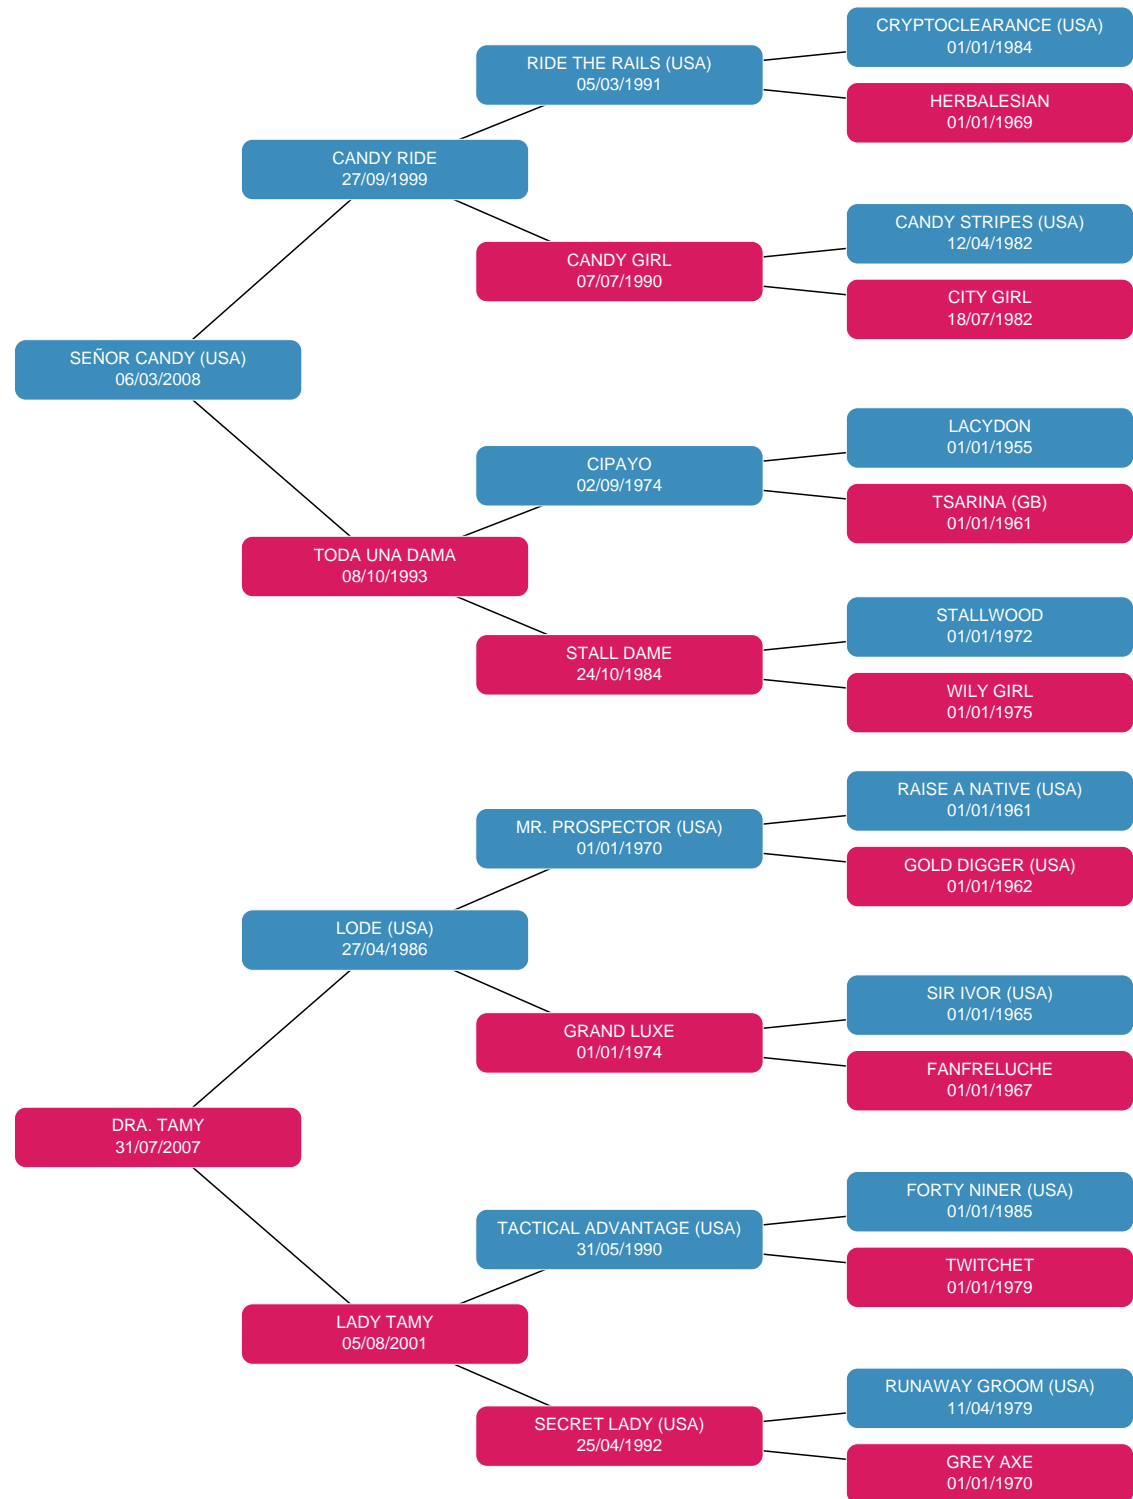 CRYPTOCLEARANCE (USA)
01/01/1984
RIDE THE RAILS (USA)
05/03/1991
HERBALESIAN
01/01/1969
CANDY RIDE
27/09/1999
CANDY STRIPES (USA)
12/04/1982
CANDY GIRL
07/07/1990
CITY GIRL
18/07/1982
SEÑOR CANDY (USA)
06/03/2008
LACYDON
01/01/1955
CIPAYO
02/09/1974
TSARINA (GB)
01/01/1961
TODA UNA DAMA
08/10/1993
STALLWOOD
01/01/1972
STALL DAME
24/10/1984
WILY GIRL
01/01/1975
RAISE A NATIVE (USA)
01/01/1961
MR. PROSPECTOR (USA)
01/01/1970
GOLD DIGGER (USA)
01/01/1962
LODE (USA)
27/04/1986
SIR IVOR (USA)
01/01/1965
GRAND LUXE
01/01/1974
FANFRELUCHE
01/01/1967
DRA. TAMY
31/07/2007
FORTY NINER (USA)
01/01/1985
TACTICAL ADVANTAGE (USA)
31/05/1990
TWITCHET
01/01/1979
LADY TAMY
05/08/2001
RUNAWAY GROOM (USA)
11/04/1979
SECRET LADY (USA)
25/04/1992
GREY AXE
01/01/1970